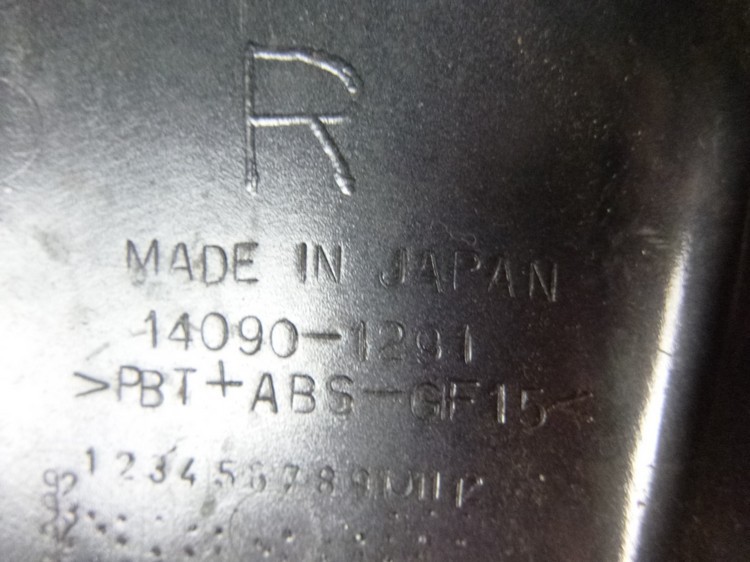 R
MADE IN JAPAN
14090-1291
>PBT+ABS-GF15<
1 2 3 4 5 6 7 8 9 10 11 12